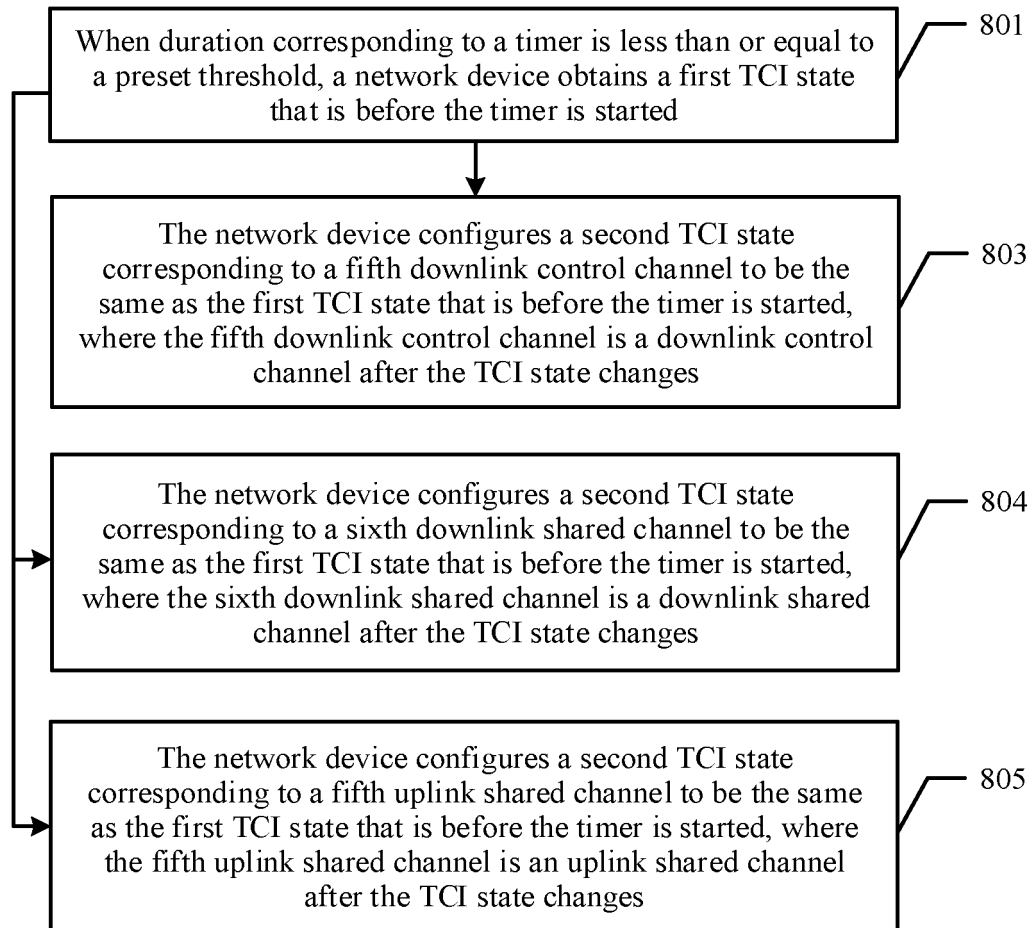 When duration corresponding to a timer is less than or equal to
a preset threshold, a network device obtains a first TCI state
that is before the timer is started
801
The network device configures a second TCI state
corresponding to a fifth downlink control channel to be the
same as the first TCI state that is before the timer is started,
where the fifth downlink control channel is a downlink control
channel after the TCI state changes
803
The network device configures a second TCI state
corresponding to a sixth downlink shared channel to be the
same as the first TCI state that is before the timer is started,
where the sixth downlink shared channel is a downlink shared
channel after the TCI state changes
804
The network device configures a second TCI state
corresponding to a fifth uplink shared channel to be the same
as the first TCI state that is before the timer is started, where
the fifth uplink shared channel is an uplink shared channel
after the TCI state changes
805